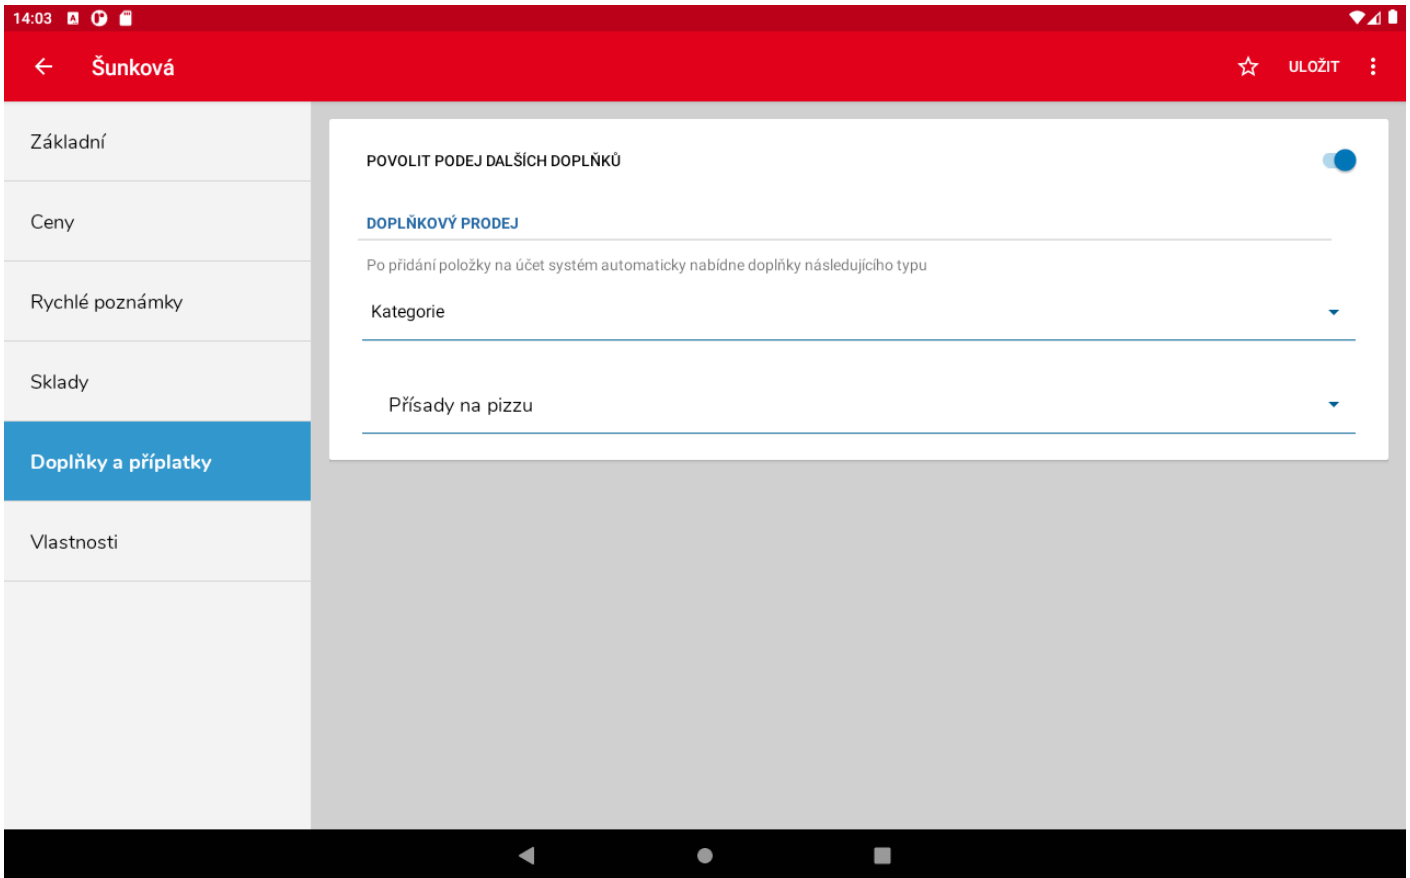 14:03
Šunková
ULOŽIT
Základní
Ceny
Rychlé poznámky
Sklady
Doplňky a příplatky
Vlastnosti
POVOLIT PODEJ DALŠÍCH DOPLŇKŮ
DOPLŇKOVÝ PRODEJ
Po přidání položky na účet systém automaticky nabídne doplňky následujícího typu
Kategorie
Přísady na pizzu